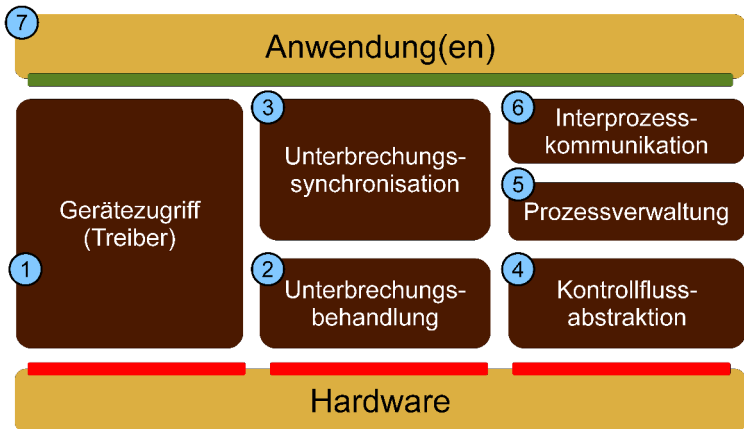 7
Anwendung(en)
3
Unterbrechungs-
synchronisation
6
Interprozess-
kommunikation
5
Prozessverwaltung
Gerätezugriff
(Treiber)
1
2
Unterbrechungs-
behandlung
4
Kontrollfluss-
abstraktion
Hardware